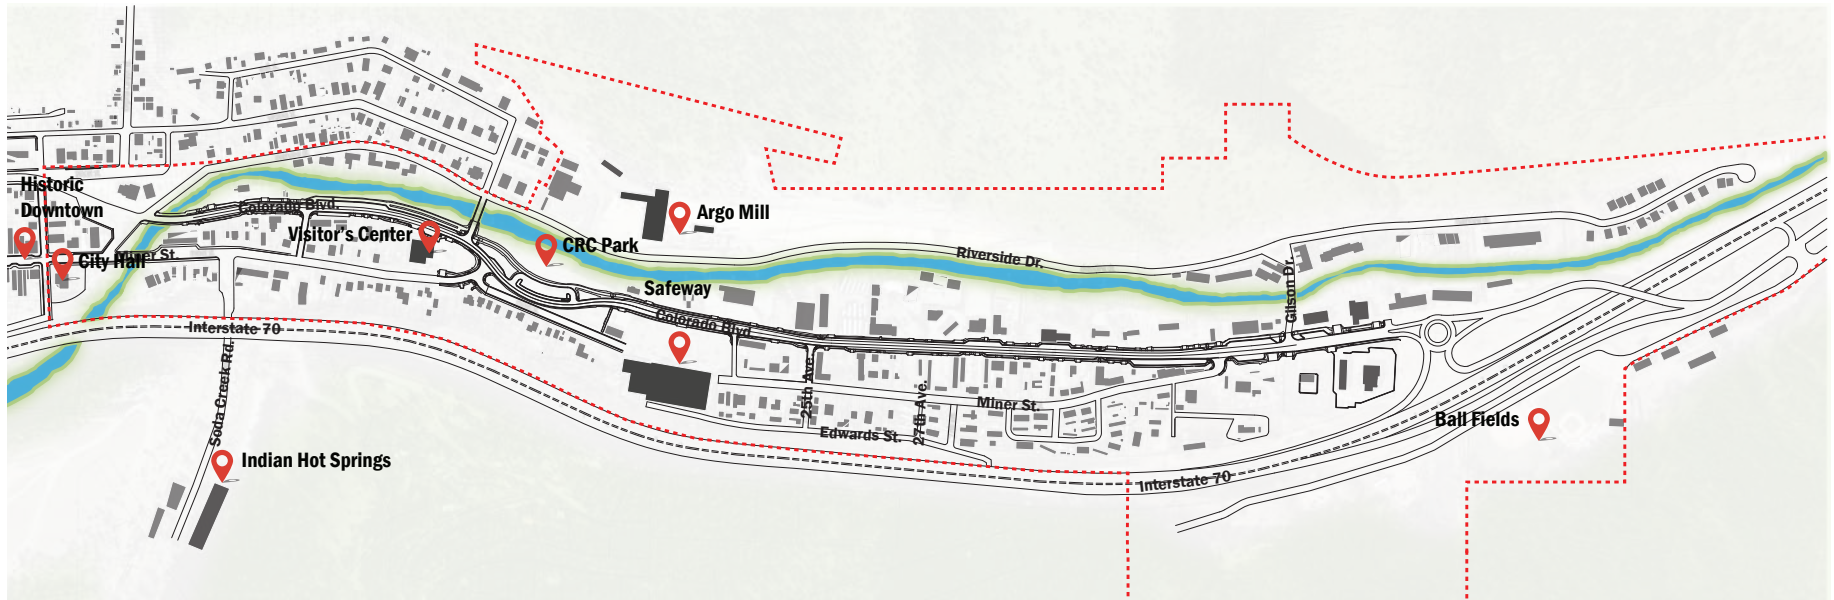 Historic
Downtown
Colorado Blvd.
Argo Mill
Visitor's Center
CRC Park
City Hall
Miner St.
Riverside Dr.
Safeway
Gilson Dr.
Interstate 70
Colorado Blvd
Soda Creek Rd.
25th Ave.
27th Ave.
Miner St.
Edwards St.
Ball Fields
Indian Hot Springs
Interstate 70